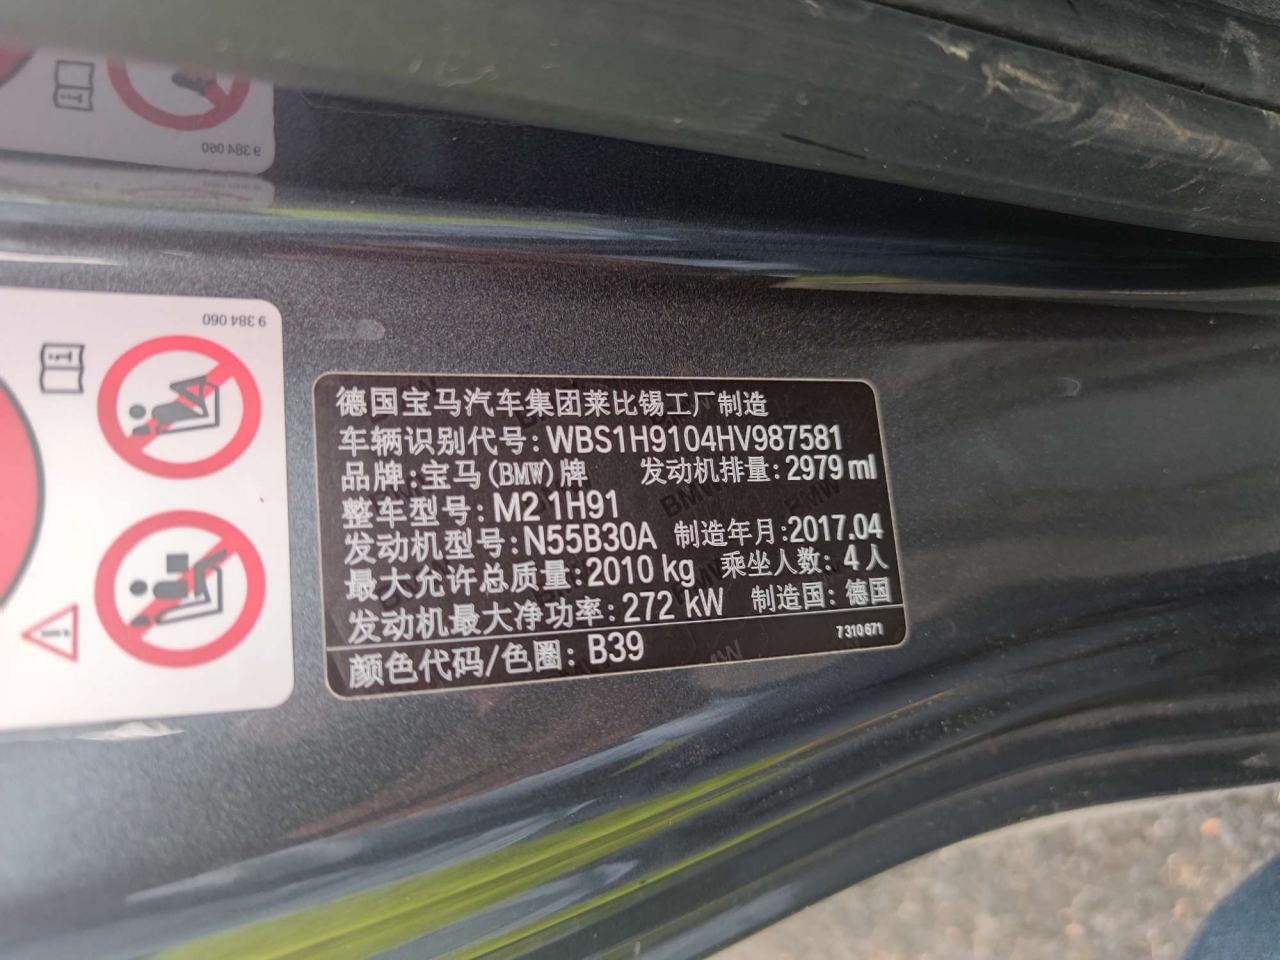 9 384 060
9 384 060
德国宝马汽车集团莱比锡工厂制造
车辆识别代号: WBS1H9104HV987581
品牌: 宝马(BMW)牌 发动机排量: 2979 ml
整车型号: M2 1H91
发动机型号: N55B30A 制造年月: 2017.04
最大允许总质量: 2010 kg 乘坐人数: 4人
发动机最大净功率: 272 kW 制造国: 德国
颜色代码/色圈: B39 7 310 671